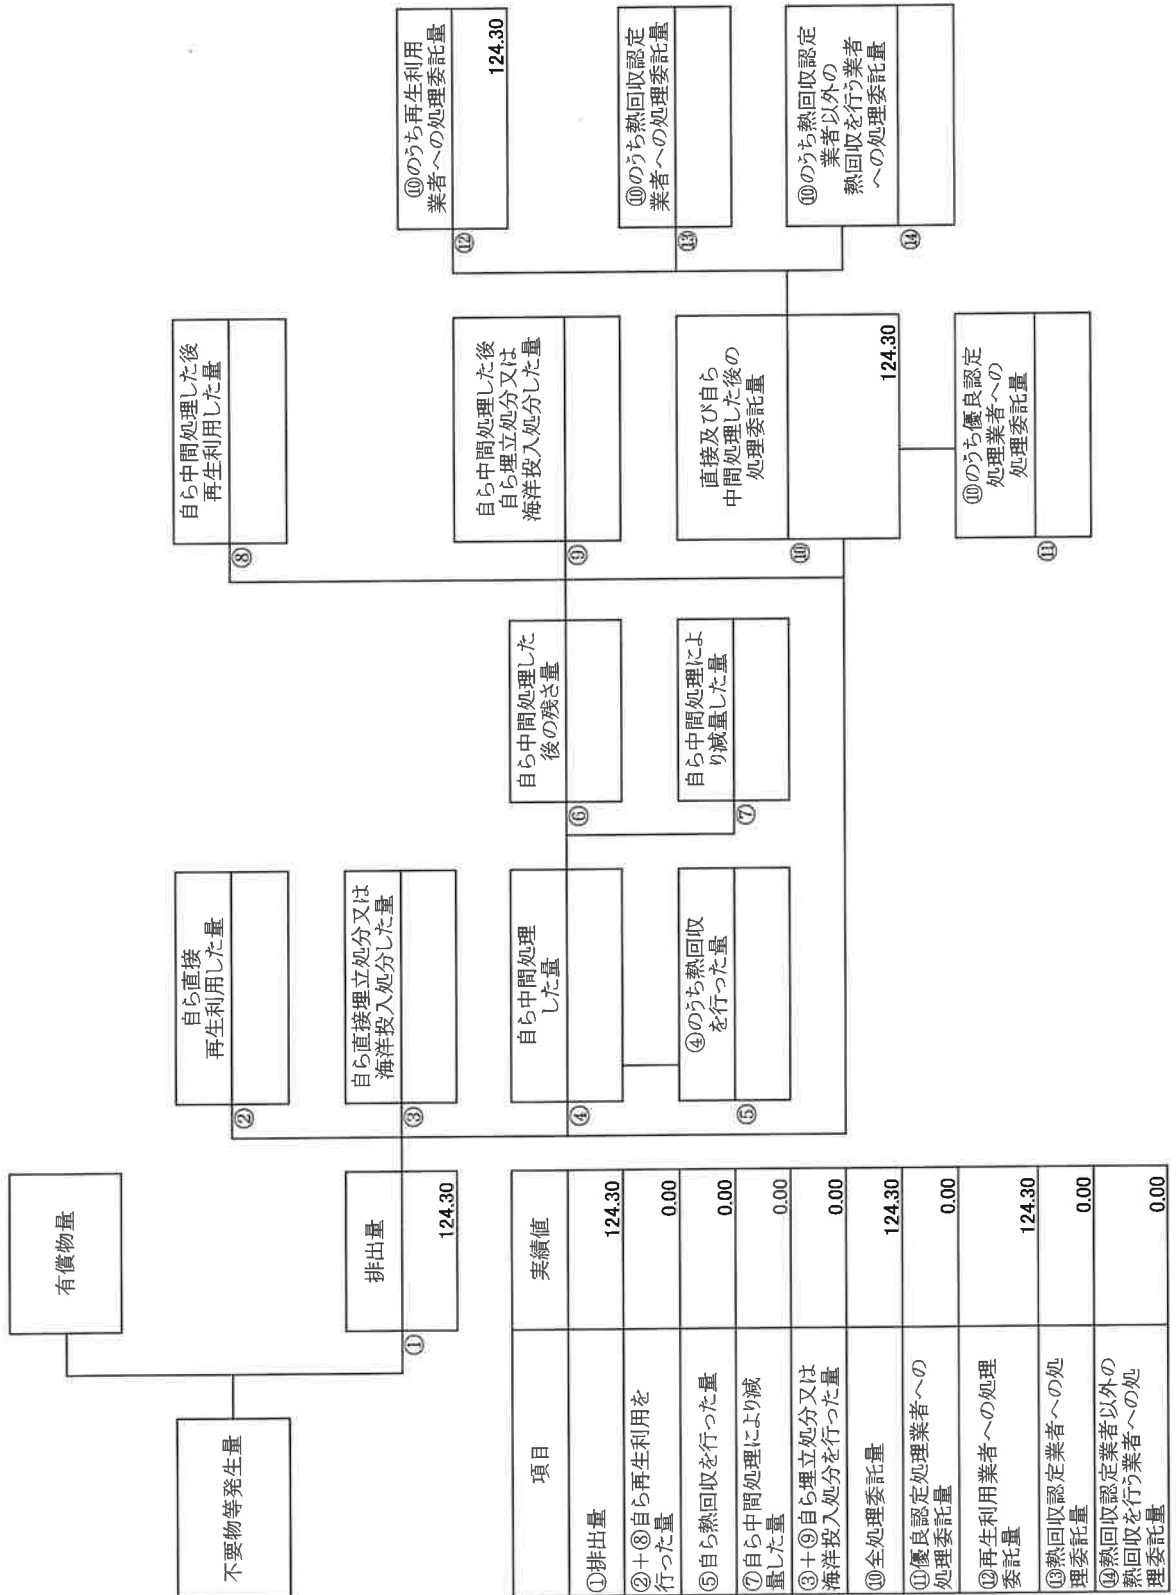 有償物量
不要物等発生量
排出量
①
124.30
自ら直接
再生利用した量
②
自ら直接埋立処分又は
海洋投入処分した量
③
自ら中間処理
した量
④
④のうち熱回収
を行った量
⑤
自ら中間処理した
後の残さ量
⑥
自ら中間処理によ
り減量した量
⑦
自ら中間処理した後
再生利用した量
⑧
自ら中間処理した後
自ら埋立処分又は
海洋投入処分した量
⑨
直接及び自ら
中間処理した後の
処理委託量
⑩
124.30
⑩のうち優良認定
処理業者への
処理委託量
⑪
⑩のうち再生利用
業者への処理委託量
⑫
124.30
⑩のうち熱回収認定
業者への処理委託量
⑬
⑩のうち熱回収認定
業者以外の
熱回収を行う業者
への処理委託量
⑭
項目
実績値
①排出量
124.30
②+⑧自ら再生利用を
行った量
0.00
⑤自ら熱回収を行った量
0.00
⑦自ら中間処理により減
量した量
0.00
③+⑨自ら埋立処分又は
海洋投入処分を行った量
0.00
⑩全処理委託量
124.30
⑪優良認定処理業者への
処理委託量
0.00
⑫再生利用業者への処理
委託量
124.30
⑬熱回収認定業者への処
理委託量
0.00
⑭熱回収認定業者以外の
熱回収を行う業者への処
理委託量
0.00